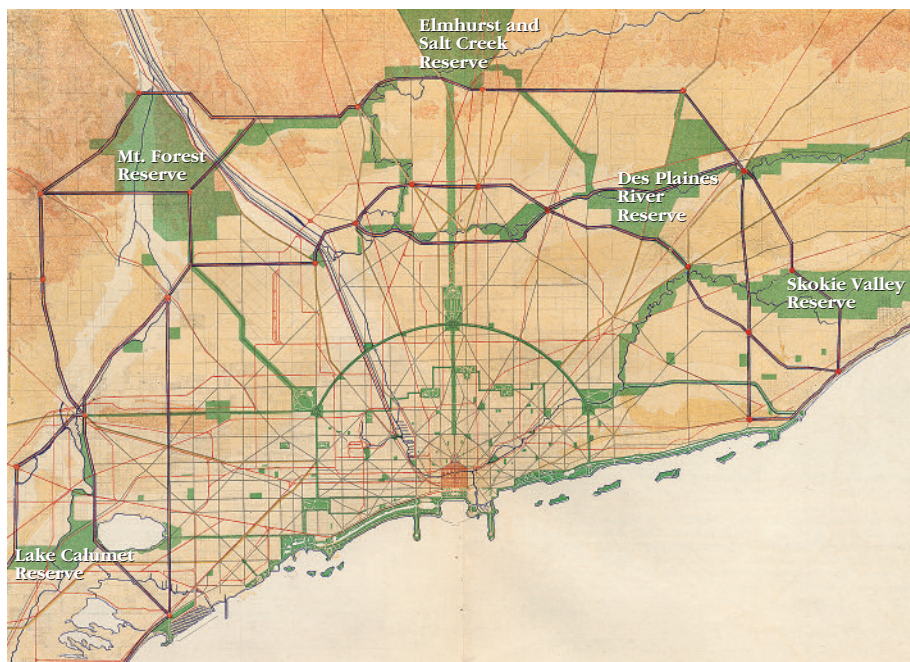 Elmhurst and
Salt Creek
Reserve
Mt. Forest
Reserve
Des Plaines
River
Reserve
Skokie Valley
Reserve
Lake Calumet
Reserve